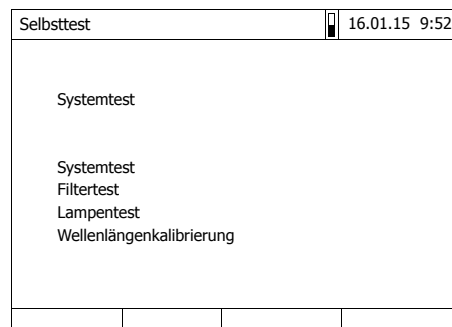 Selbsttest 16.01.15 9:52
Systemtest
Systemtest
Filtertest
Lampentest
Wellenlängenkalibrierung